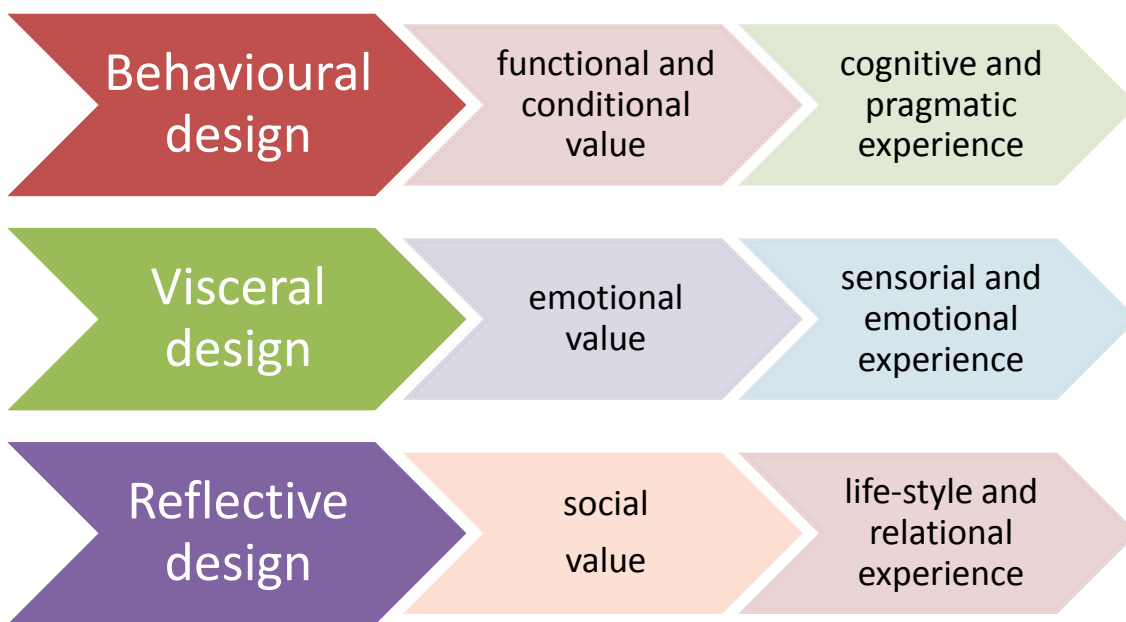 Behavioural
design
functional and
conditional
value
cognitive and
pragmatic
experience
Visceral
design
emotional
value
sensorial and
emotional
experience
Reflective
design
social
value
life-style and
relational
experience